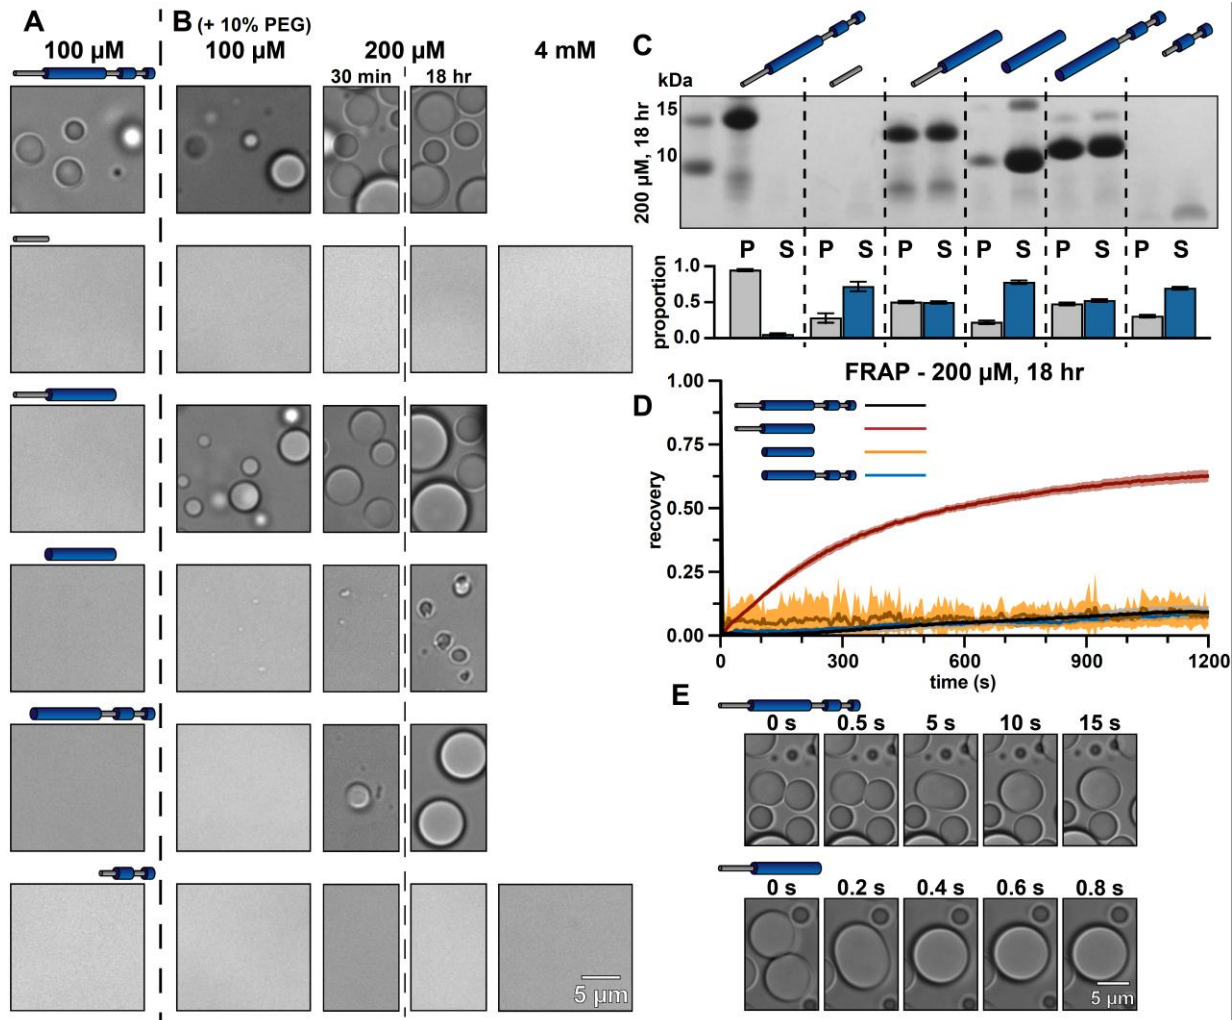 A
B (+ 10% PEG)
100 µM
100 µM
200 µM
4 mM
30 min
18 hr
5 µm
C
kDa
15
10
200 µM, 18 hr
P S P S P S P S P S P S
proportion
1.0
0.5
0.0
FRAP - 200 µM, 18 hr
D
recovery
1.00
0.75
0.50
0.25
0.00
0 300 600 900 1200
time (s)
E
0 s 0.5 s 5 s 10 s 15 s
0 s 0.2 s 0.4 s 0.6 s 0.8 s
5 µm